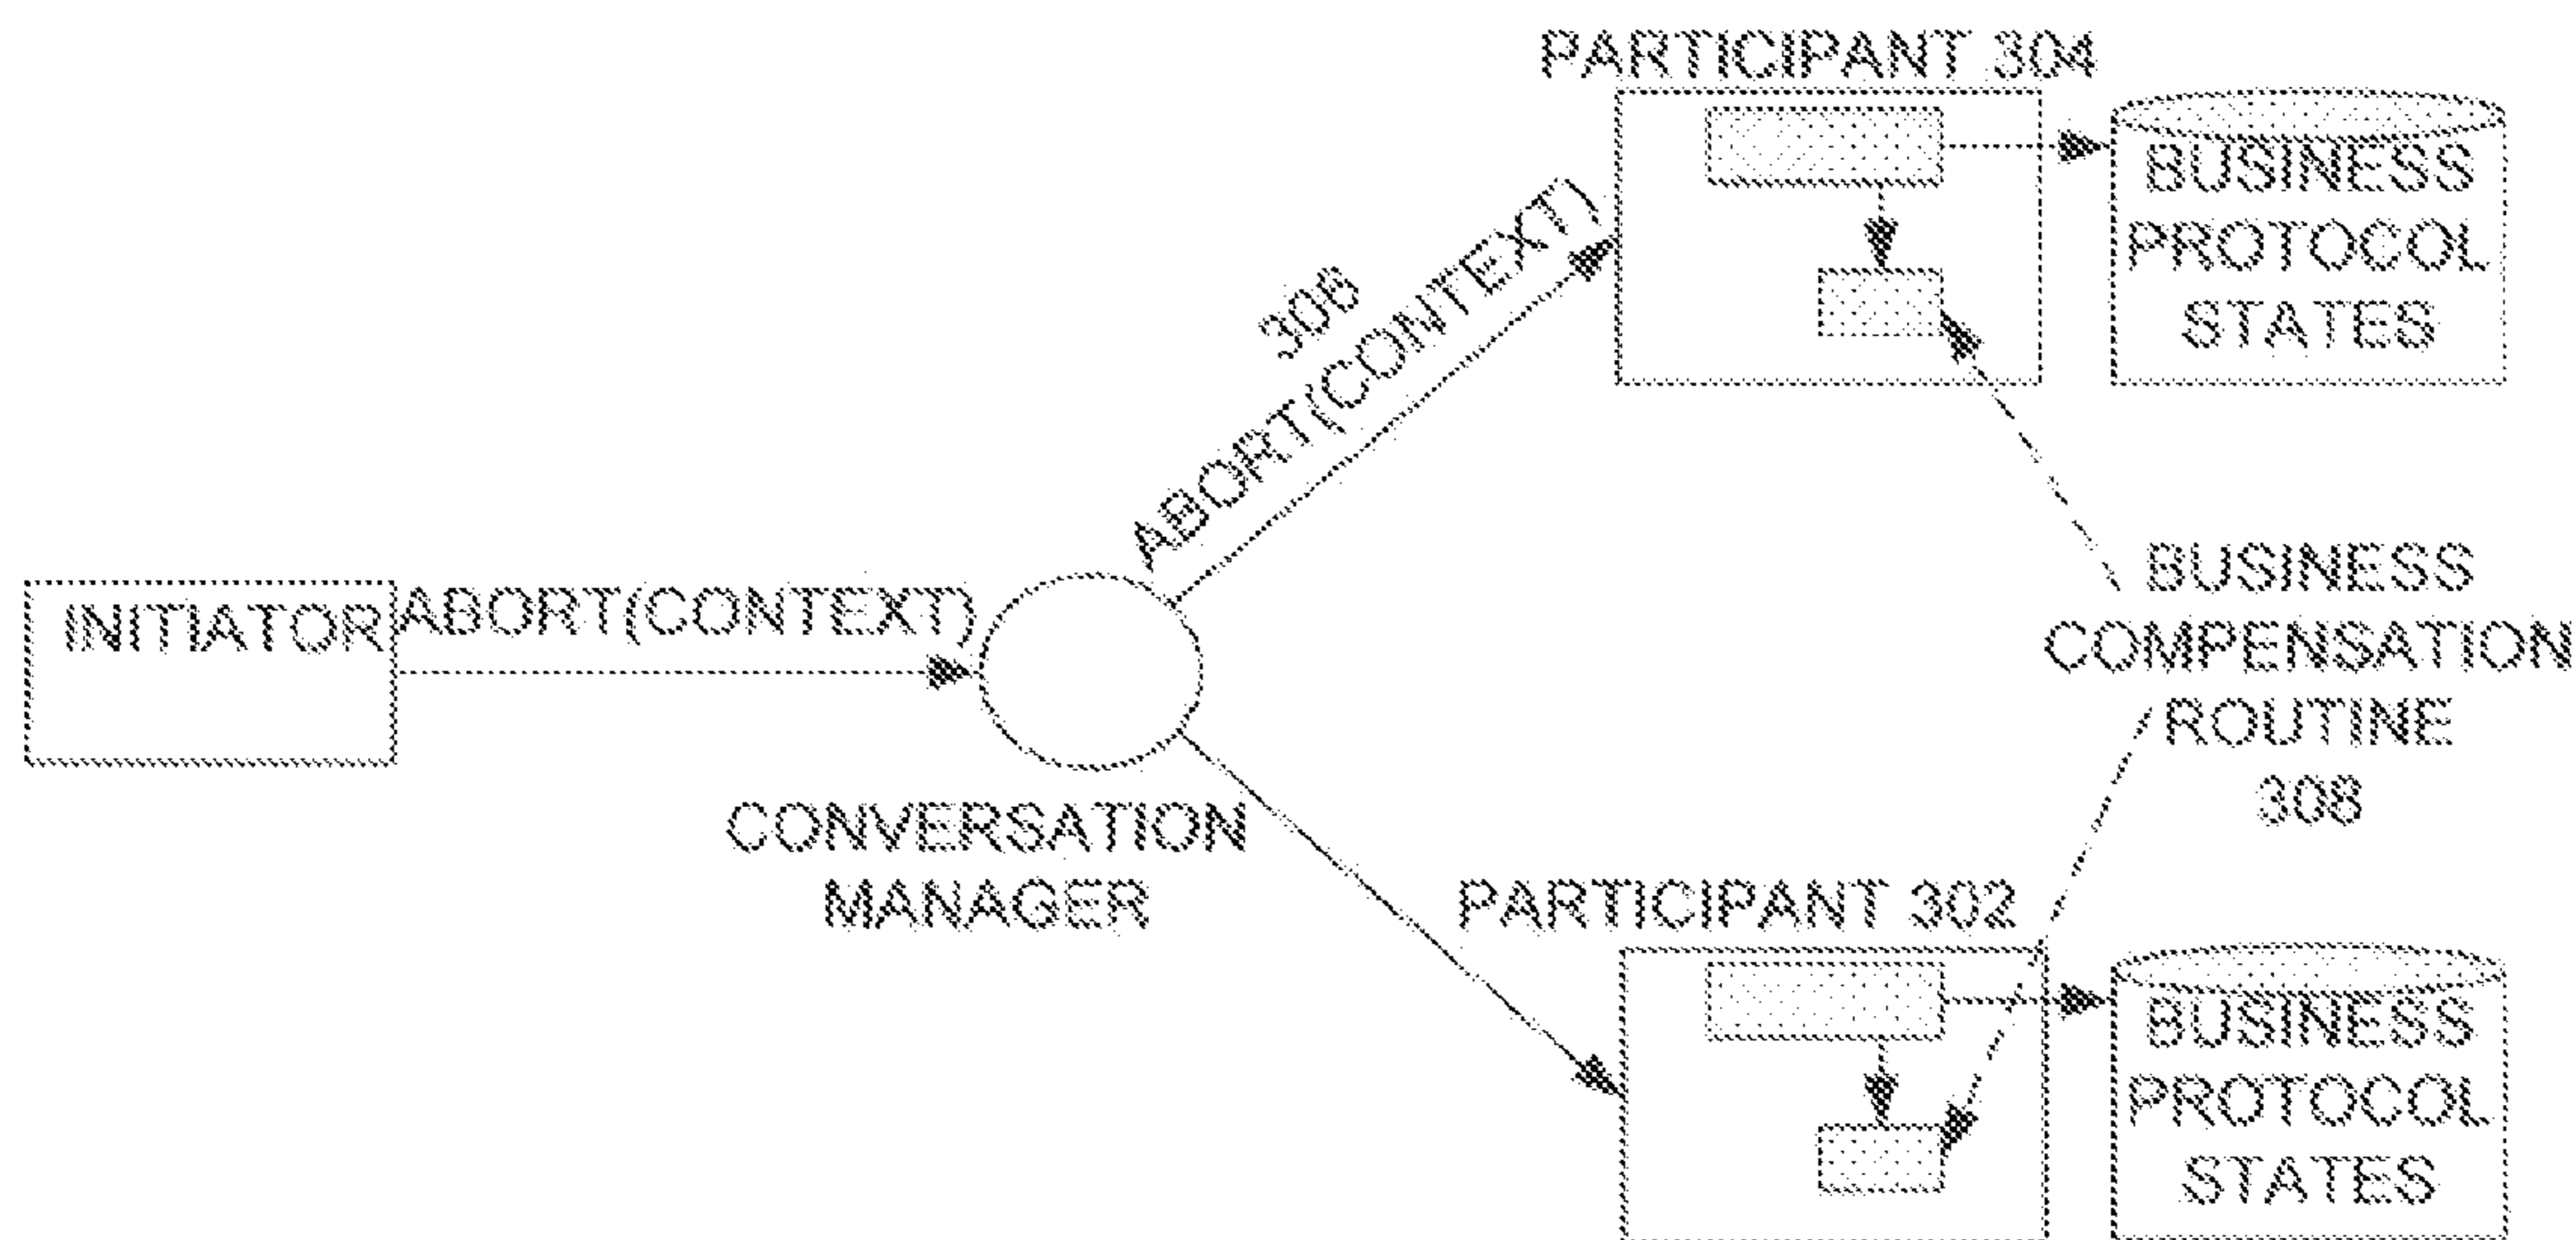 PARTICIPANT 304
BUSINESS
PROTOCOL
STATES
306
ABORT(CONTEXT)
INITIATOR
ABORT(CONTEXT)
CONVERSATION
MANAGER
BUSINESS
COMPENSATION
ROUTINE
308
PARTICIPANT 302
BUSINESS
PROTOCOL
STATES